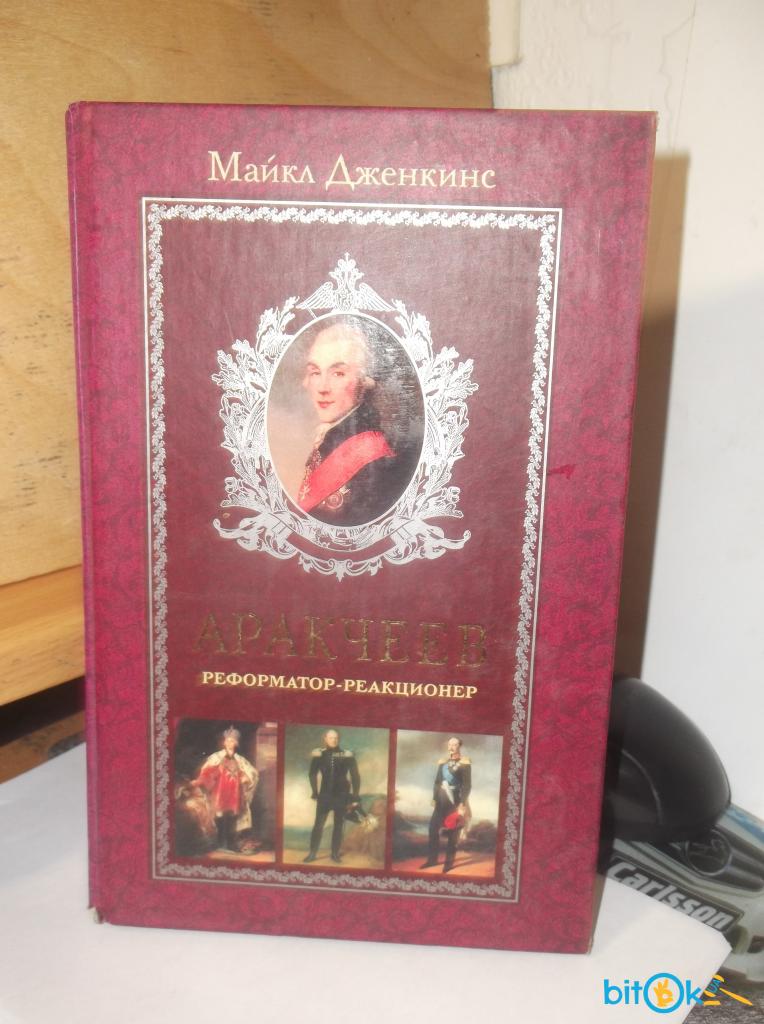 Майкл Дженкинс
АРАКЧЕЕВ
РЕФОРМАТОР-РЕАКЦИОНЕР
Carlsson
bitOk